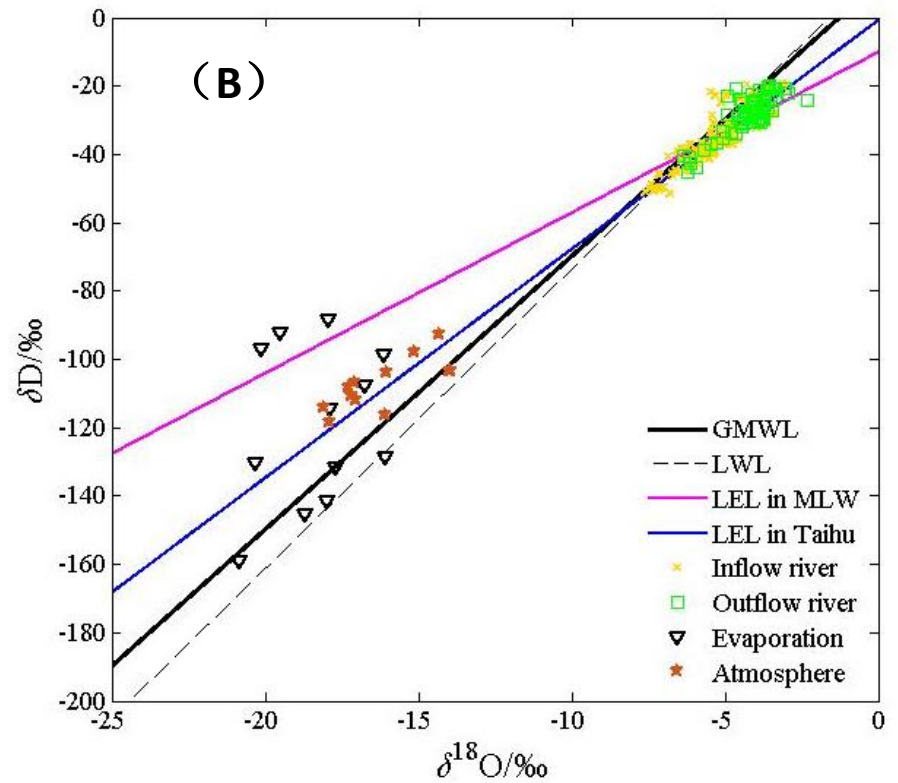 (B)
0
-20
-40
-60
-80
-100
-120
-140
-160
-180
-200
δD/‰
-25
-20
-15
-10
-5
0
δ¹⁸O/‰
GMWL
LWL
LEL in MLW
LEL in Taihu
Inflow river
Outflow river
Evaporation
Atmosphere